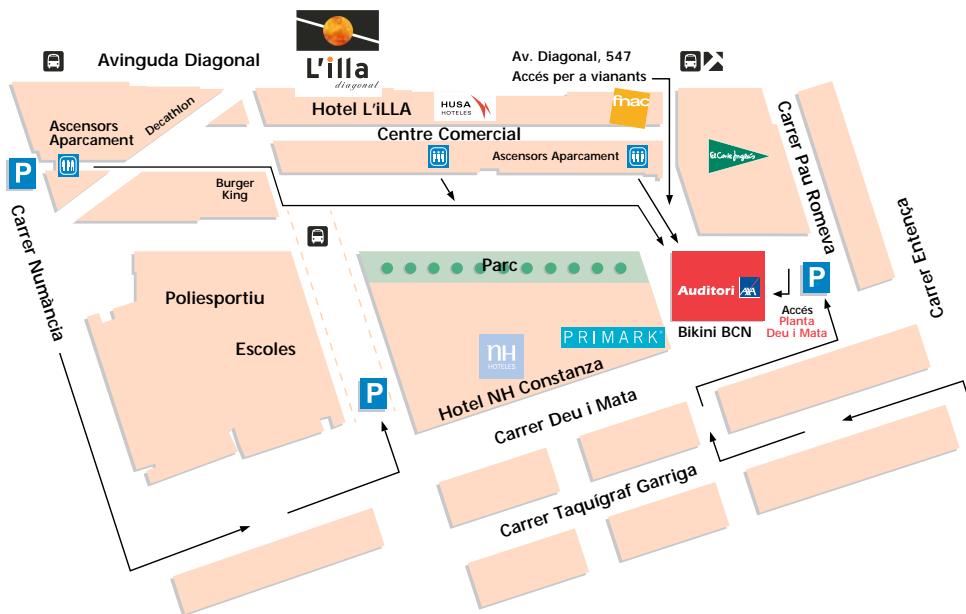 Avinguda Diagonal
L'illa
diagonal
Av. Diagonal, 547
Accés per a vianants
Hotel L'iLLA
HUSA
HOTELES
fnac
Decathlon
Ascensors
Aparcament
Centre Comercial
Ascensors Aparcament
El Corte Inglés
Carrer Pau Romeva
P
Burger
King
Carrer Numància
Carrer Entença
Parc
Poliesportiu
Escoles
Auditori
AXA
P
Accés
Planta
Deu i Mata
Bikini BCN
PRIMARK®
nH
HOTELES
Hotel NH Constanza
P
Carrer Deu i Mata
Carrer Taquígraf Garriga